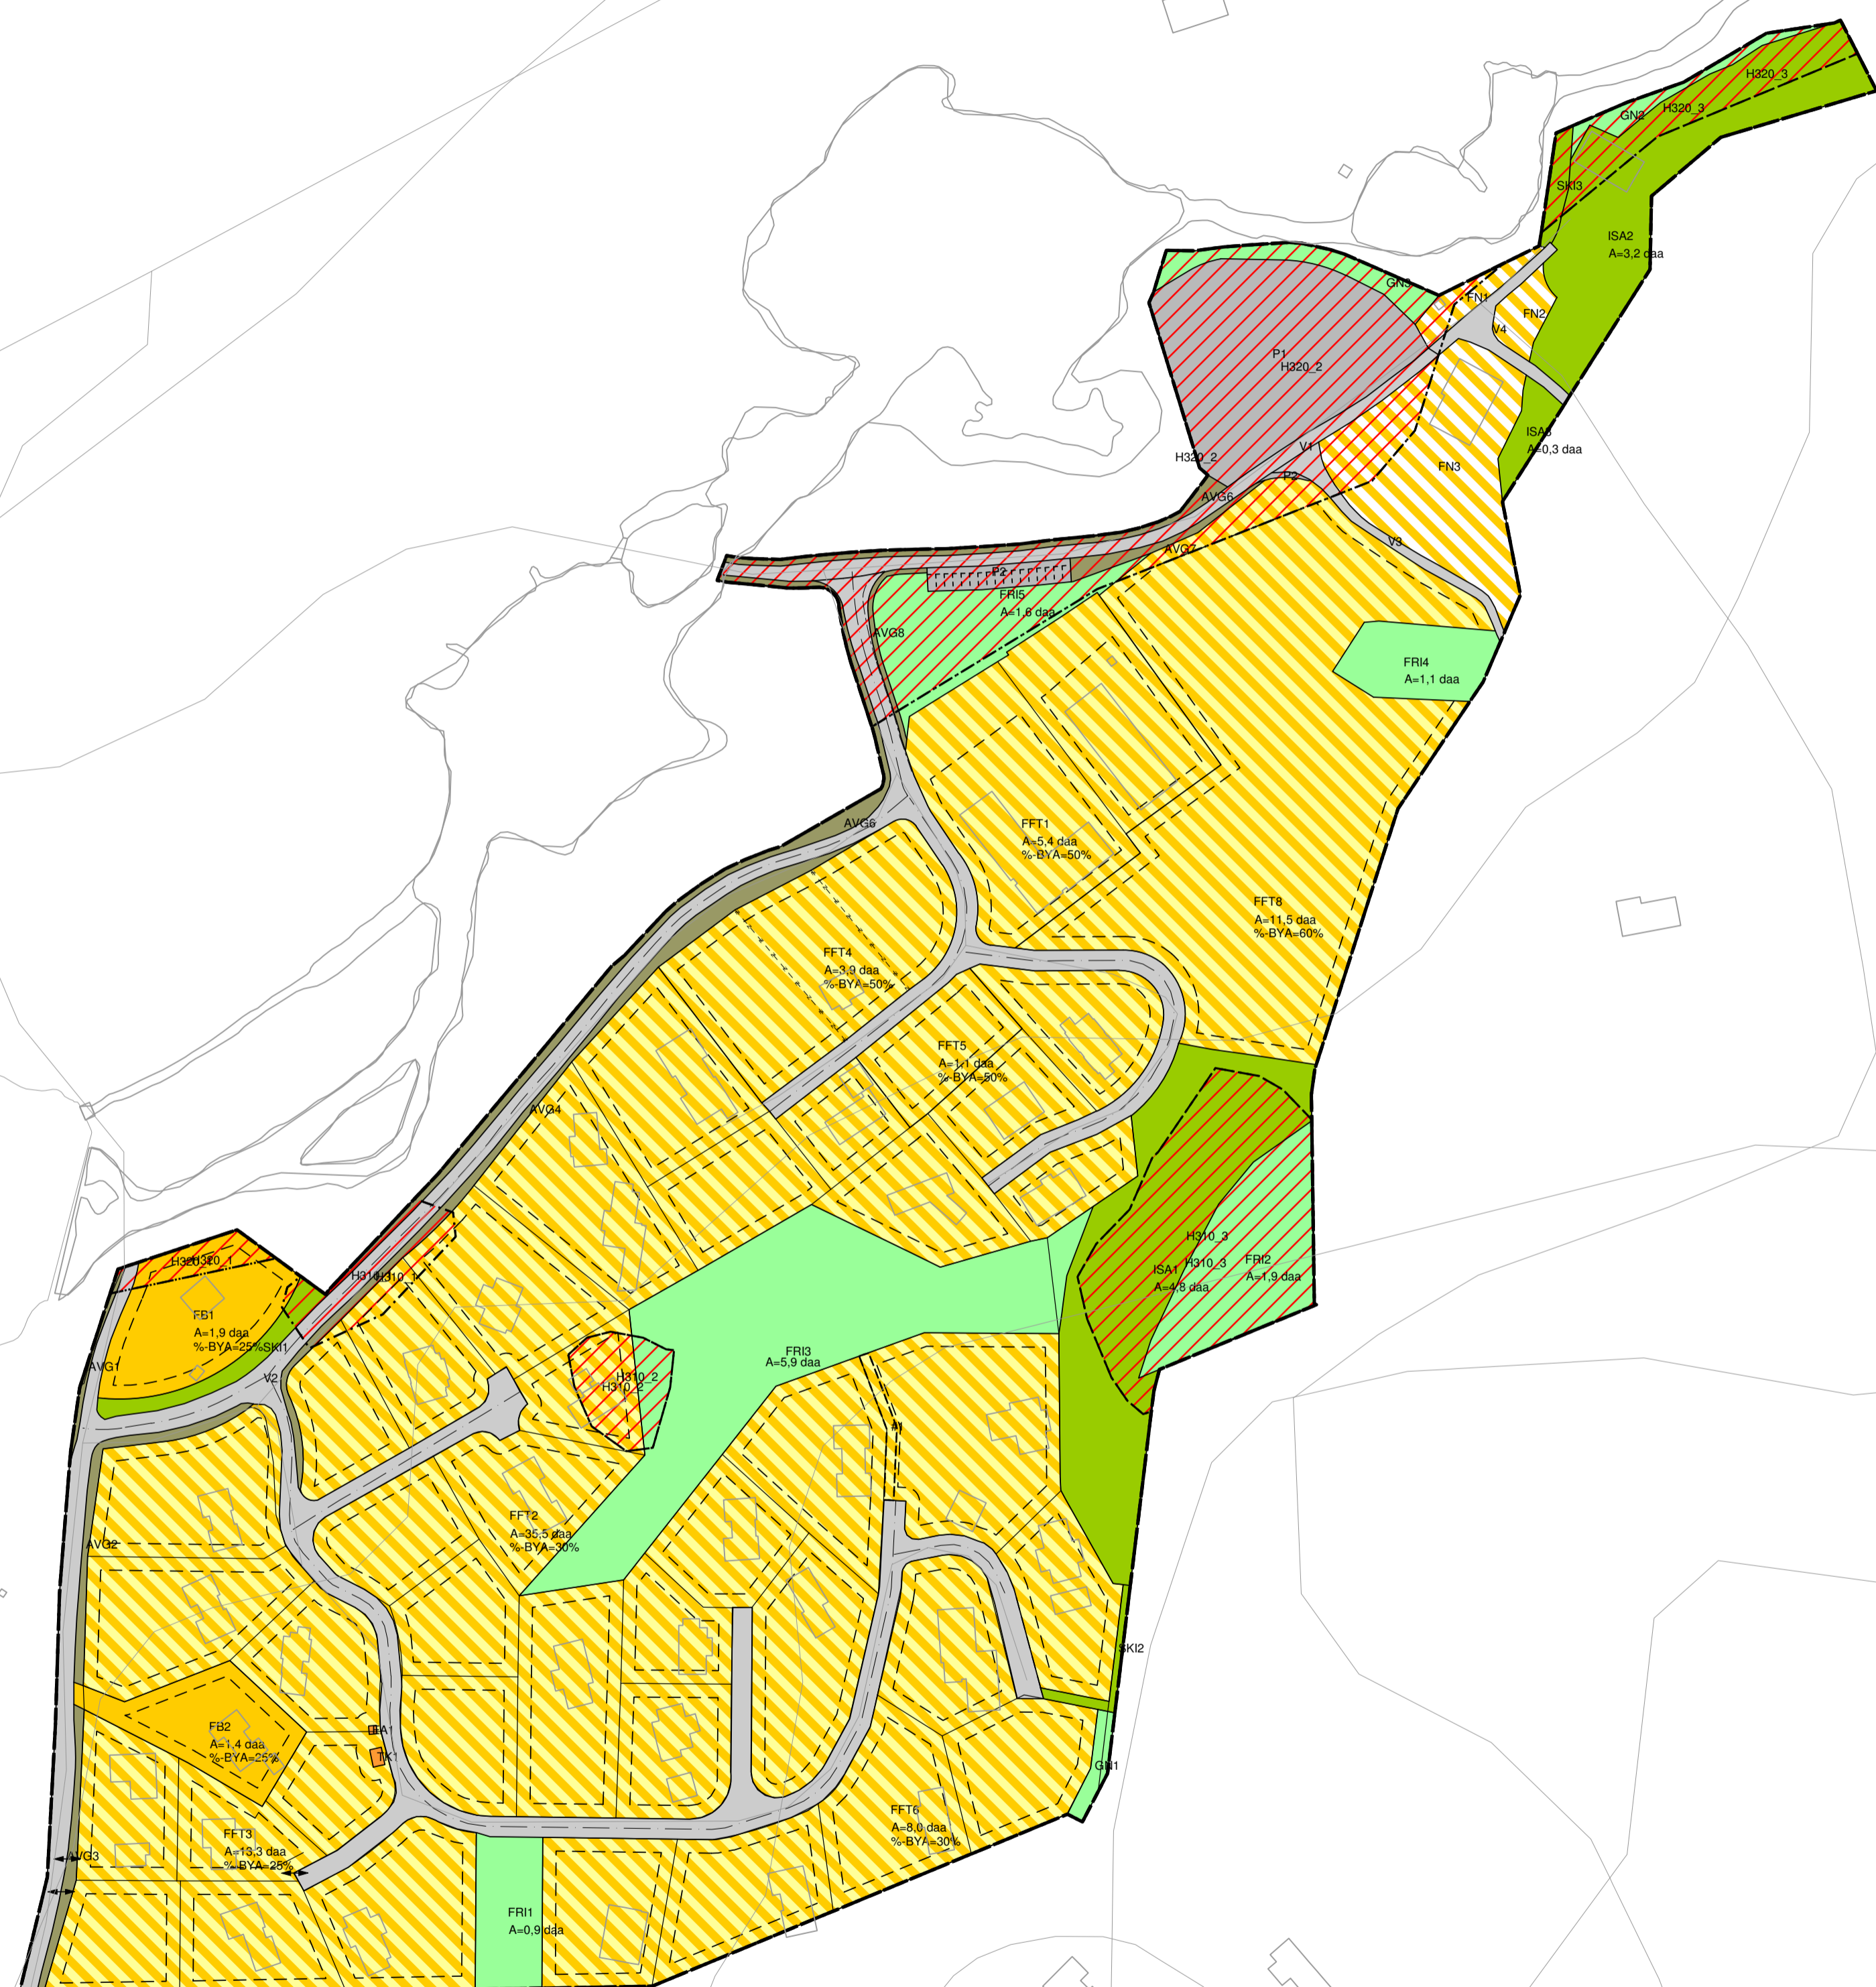 H320_3
H320_3
GN2
SKI3
ISA2
A=3,2 daa
GN3
FN1
FN2
V4
P1
H320_2
ISA3
A=0,3 daa
V1
H320_2
FN3
P2
AVG6
V3
AVG7
P2
FRI5
A=1,6 daa
AVG8
FRI4
A=1,1 daa
AVG6
FFT1
A=5,4 daa
%-BYA=50%
FFT8
A=11,5 daa
%-BYA=60%
FFT4
A=3,9 daa
%-BYA=50%
FFT5
A=1,1 daa
%-BYA=50%
AVG4
H310_3
H310_3
FRI2
A=1,9 daa
ISA1
A=4,8 daa
H310_1
FB1
A=1,9 daa
%-BYA=25%
SKI1
AVG1
V2
FRI3
A=5,9 daa
H310_2
H310_2
FFT2
A=35,5 daa
%-BYA=30%
AVG2
SKI2
FB2
A=1,4 daa
%-BYA=25%
TK1
GN1
FFT6
A=8,0 daa
%-BYA=30%
FFT3
A=13,3 daa
%-BYA=25%
AVG3
FRI1
A=0,9 daa